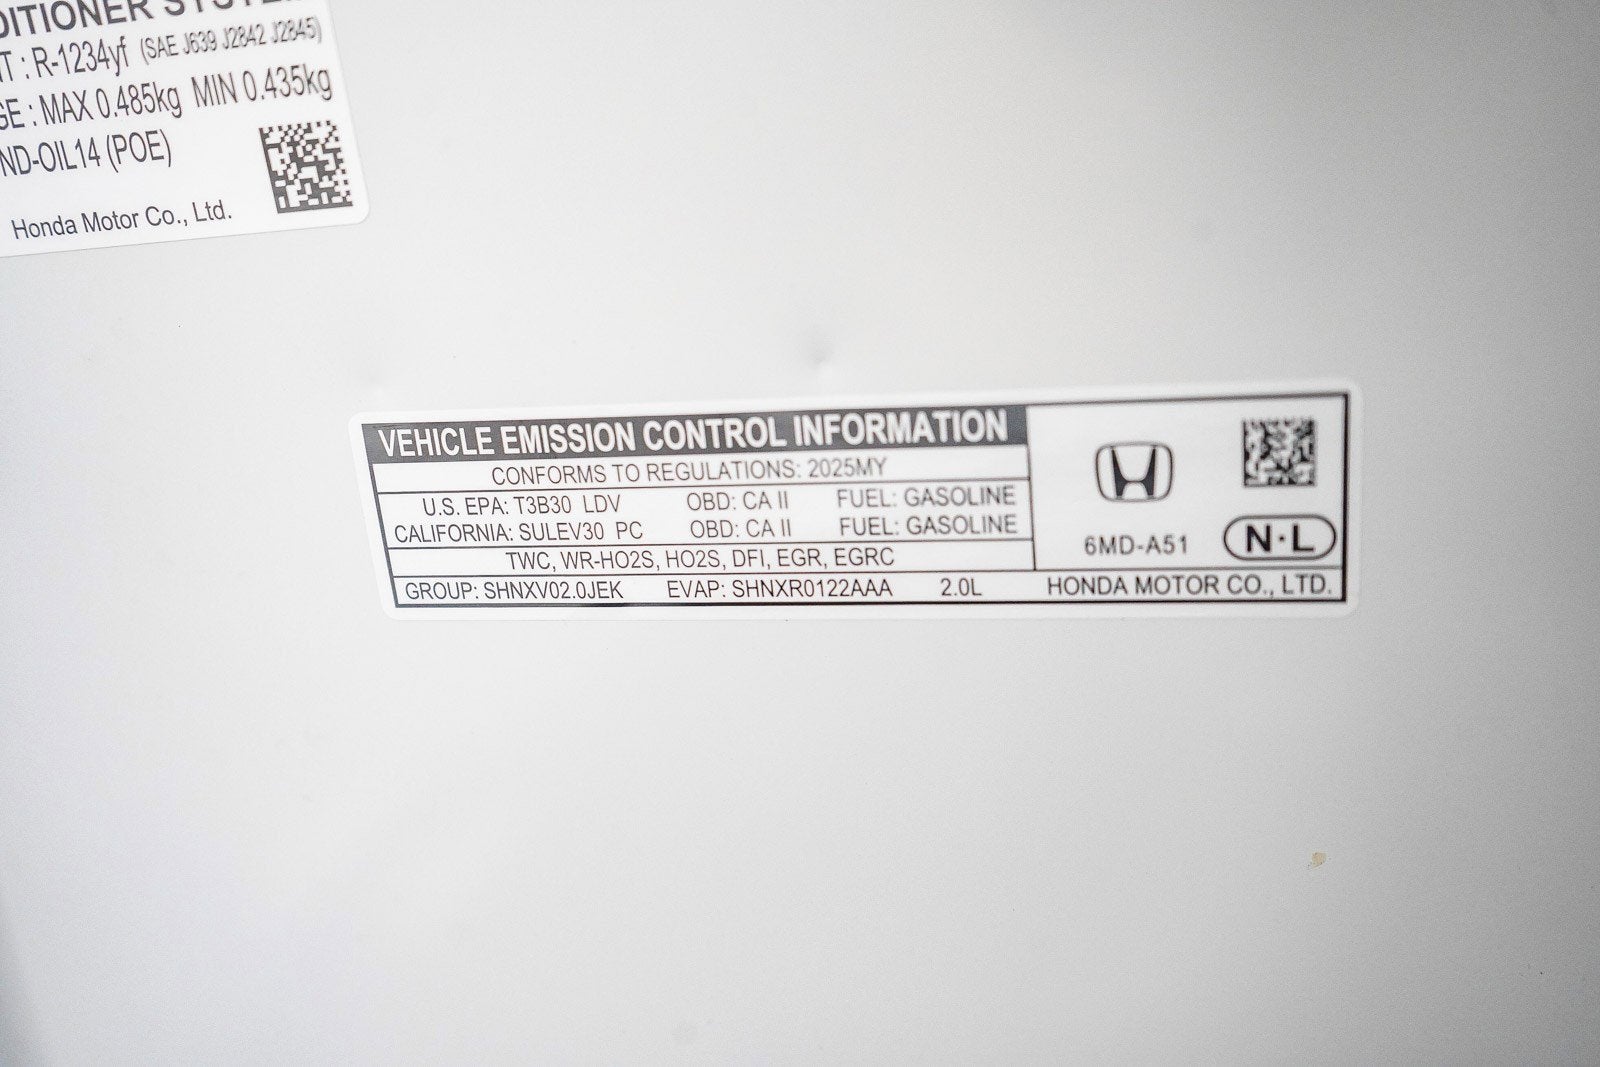 DITIONER SYSTE
T : R-1234yf (SAE J639 J2842 J2845)
GE : MAX 0.485kg MIN 0.435kg
ND-OIL14 (POE)
Honda Motor Co., Ltd.
VEHICLE EMISSION CONTROL INFORMATION
CONFORMS TO REGULATIONS: 2025MY
U.S. EPA: T3B30 LDV OBD: CA II FUEL: GASOLINE
CALIFORNIA: SULEV30 PC OBD: CA II FUEL: GASOLINE
TWC, WR-HO2S, HO2S, DFI, EGR, EGRC
GROUP: SHNXV02.0JEK EVAP: SHNXR0122AAA 2.0L
6MD-A51 N·L
HONDA MOTOR CO., LTD.